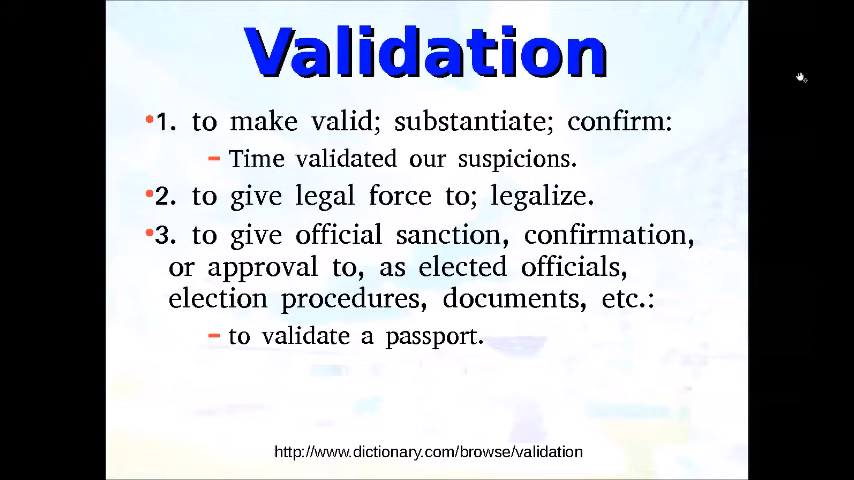 Validation
•1. to make valid; substantiate; confirm:
– Time validated our suspicions.
•2. to give legal force to; legalize.
•3. to give official sanction, confirmation,
or approval to, as elected officials,
election procedures, documents, etc.:
– to validate a passport.
http://www.dictionary.com/browse/validation